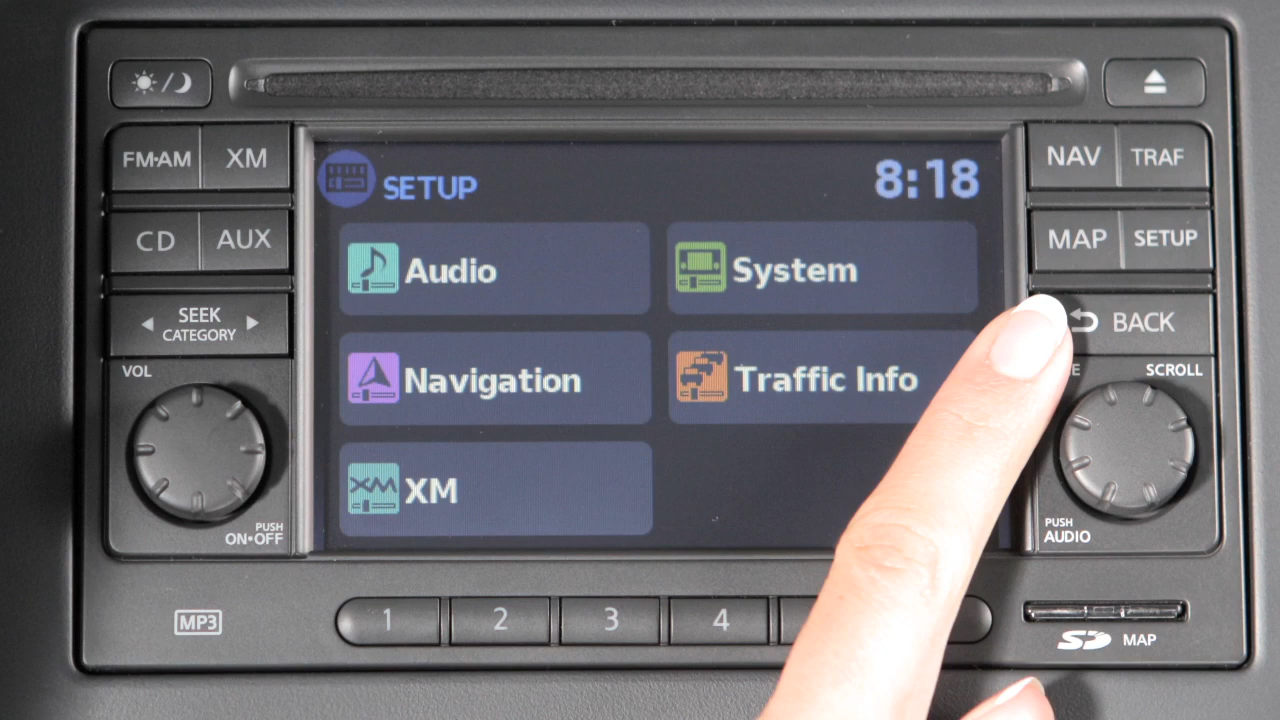 FM·AM XM
CD AUX
SEEK
CATEGORY
VOL
PUSH
ON•OFF
SETUP
8:18
Audio
System
Navigation
Traffic Info
XM
XM
NAV TRAF
MAP SETUP
BACK
SCROLL
PUSH
AUDIO
MP3
1 2 3 4
SD MAP